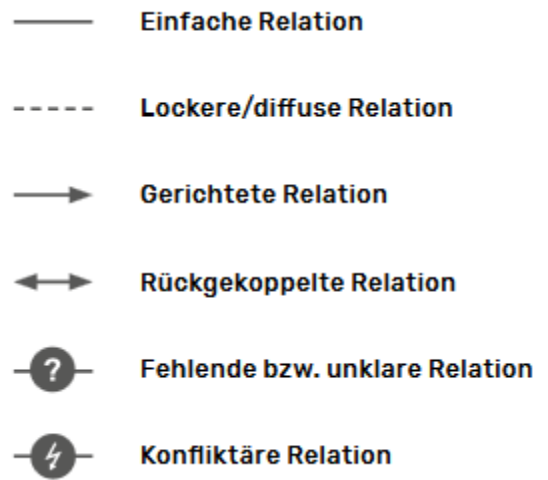 Einfache Relation
Lockere/diffuse Relation
Gerichtete Relation
Rückgekoppelte Relation
? Fehlende bzw. unklare Relation
Konfliktäre Relation